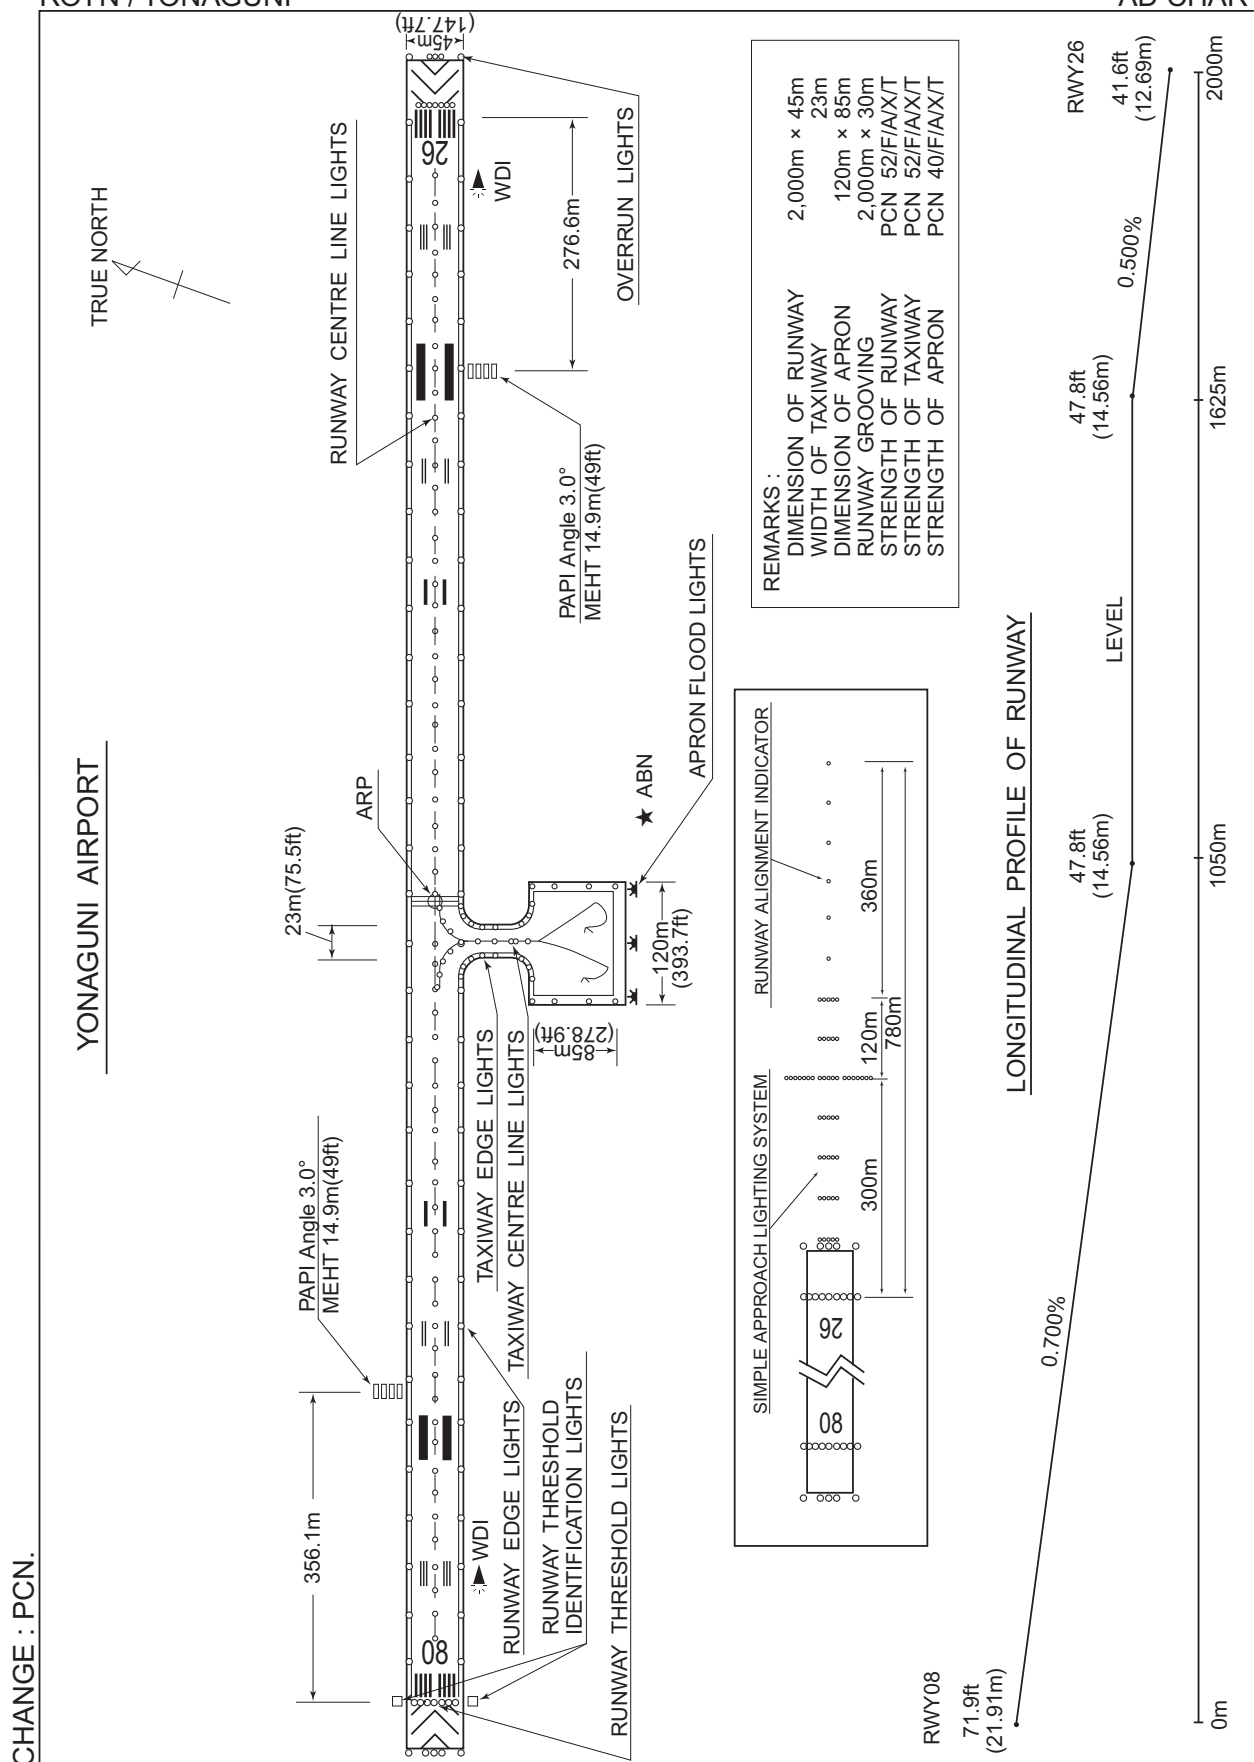 ROYN / YONAGUNI
AD CHAR
YONAGUNI AIRPORT
TRUE NORTH
CHANGE : PCN.
356.1m
PAPI Angle 3.0°
MEHT 14.9m(49ft)
23m(75.5ft)
ARP
RUNWAY CENTRE LINE LIGHTS
45m
(147.7ft)
08
26
WDI
RUNWAY EDGE LIGHTS
RUNWAY THRESHOLD
IDENTIFICATION LIGHTS
RUNWAY THRESHOLD LIGHTS
TAXIWAY EDGE LIGHTS
TAXIWAY CENTRE LINE LIGHTS
85m
(278.9ft)
120m
(393.7ft)
ABN
APRON FLOOD LIGHTS
PAPI Angle 3.0°
MEHT 14.9m(49ft)
276.6m
WDI
OVERRUN LIGHTS
REMARKS :
DIMENSION OF RUNWAY 2,000m × 45m
WIDTH OF TAXIWAY 23m
DIMENSION OF APRON 120m × 85m
RUNWAY GROOVING 2,000m × 30m
STRENGTH OF RUNWAY PCN 52/F/A/X/T
STRENGTH OF TAXIWAY PCN 52/F/A/X/T
STRENGTH OF APRON PCN 40/F/A/X/T
SIMPLE APPROACH LIGHTING SYSTEM
RUNWAY ALIGNMENT INDICATOR
08
26
300m
120m
360m
780m
LONGITUDINAL PROFILE OF RUNWAY
RWY08
71.9ft
(21.91m)
0.700%
47.8ft
(14.56m)
LEVEL
47.8ft
(14.56m)
0.500%
RWY26
41.6ft
(12.69m)
0m
1050m
1625m
2000m